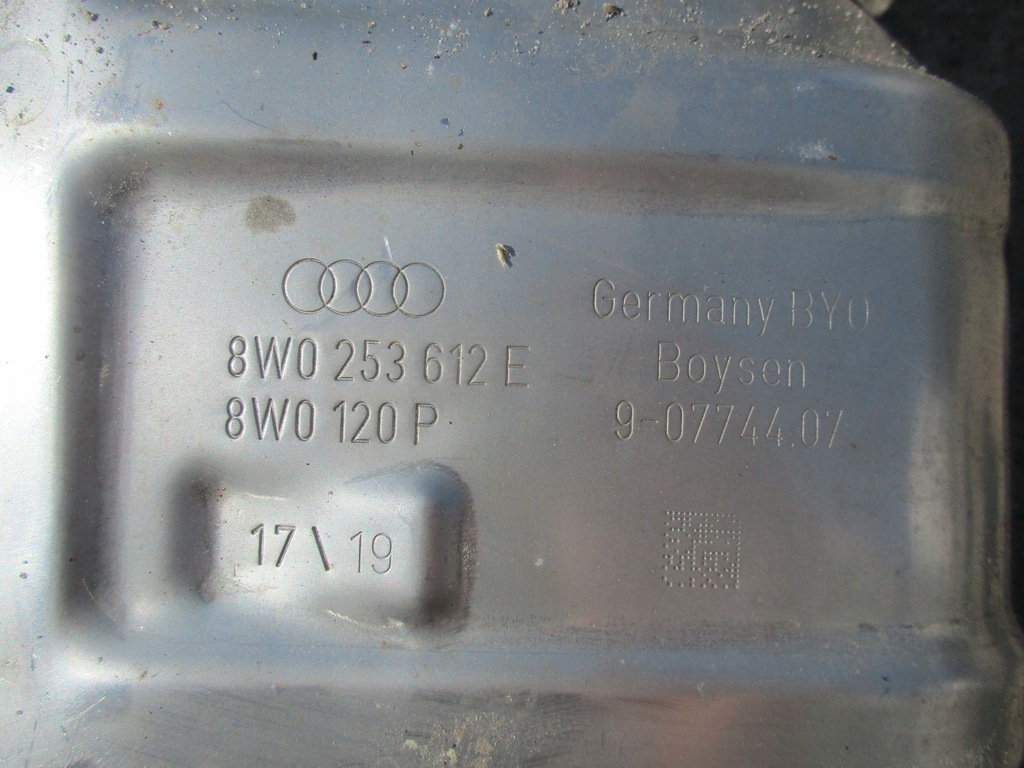 8W0 253 612 E
8W0 120 P
17\19
Germany BYO
Boysen
9-07744.07